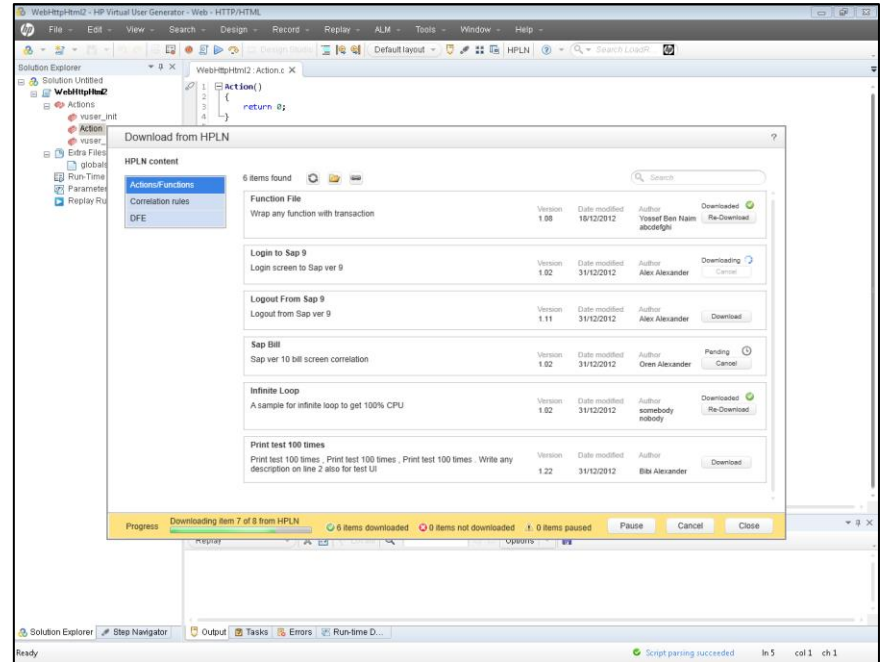 WebHttpHtml2 - HP Virtual User Generator - Web - HTTP/HTML
File Edit View Search Design Record Replay ALM Tools Window Help
Design Studio Default layout HPLN Search LoadR
Solution Explorer
WebHttpHtml2 : Action.c X
Solution Untitled
WebHttpHtml2
Actions
vuser_init
Action
vuser_
Extra Files
globals
Run-Time
Parameter
Replay Ru
1 Action()
2 {
3 return 0;
4 }
Download from HPLN ?
HPLN content
Actions/Functions
Correlation rules
DFE
6 items found
Search
Function File
Wrap any function with transaction
Version
1.08
Date modified
18/12/2012
Author
Yossef Ben Naim
abcdefghi
Downloaded
Re-Download
Login to Sap 9
Login screen to Sap ver 9
Version
1.02
Date modified
31/12/2012
Author
Alex Alexander
Downloading
Cancel
Logout From Sap 9
Logout from Sap ver 9
Version
1.11
Date modified
31/12/2012
Author
Alex Alexander
Download
Sap Bill
Sap ver 10 bill screen correlation
Version
1.02
Date modified
31/12/2012
Author
Oren Alexander
Pending
Cancel
Infinite Loop
A sample for infinite loop to get 100% CPU
Version
1.02
Date modified
31/12/2012
Author
somebody
nobody
Downloaded
Re-Download
Print test 100 times
Print test 100 times , Print test 100 times , Print test 100 times . Write any
description on line 2 also for test UI
Version
1.22
Date modified
31/12/2012
Author
Bibi Alexander
Download
Progress
Downloading item 7 of 8 from HPLN
6 items downloaded 0 items not downloaded 0 items paused
Pause Cancel Close
Replay Options
Solution Explorer Step Navigator Output Tasks Errors Run-time D...
Ready Script parsing succeeded ln 5 col 1 ch 1